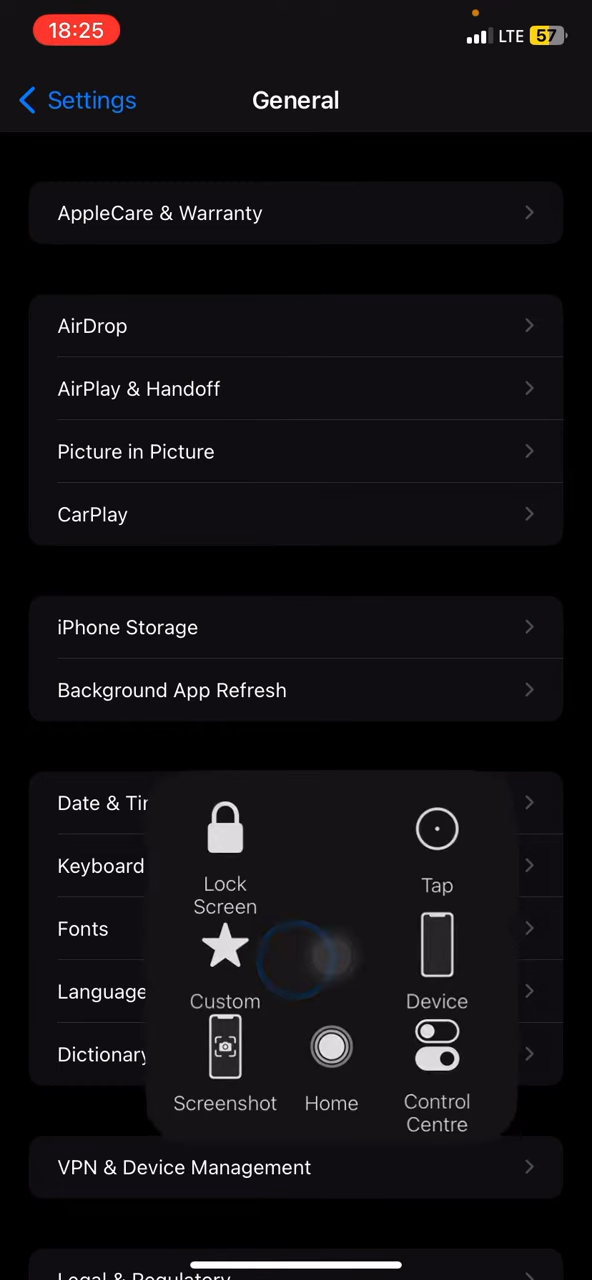 18:25
LTE 57
Settings
General
AppleCare & Warranty
AirDrop
AirPlay & Handoff
Picture in Picture
CarPlay
iPhone Storage
Background App Refresh
Date & Ti
Keyboard
Fonts
Language
Dictionary
Lock
Screen
Tap
Custom
Device
Screenshot
Home
Control
Centre
VPN & Device Management
Legal & Regulatory